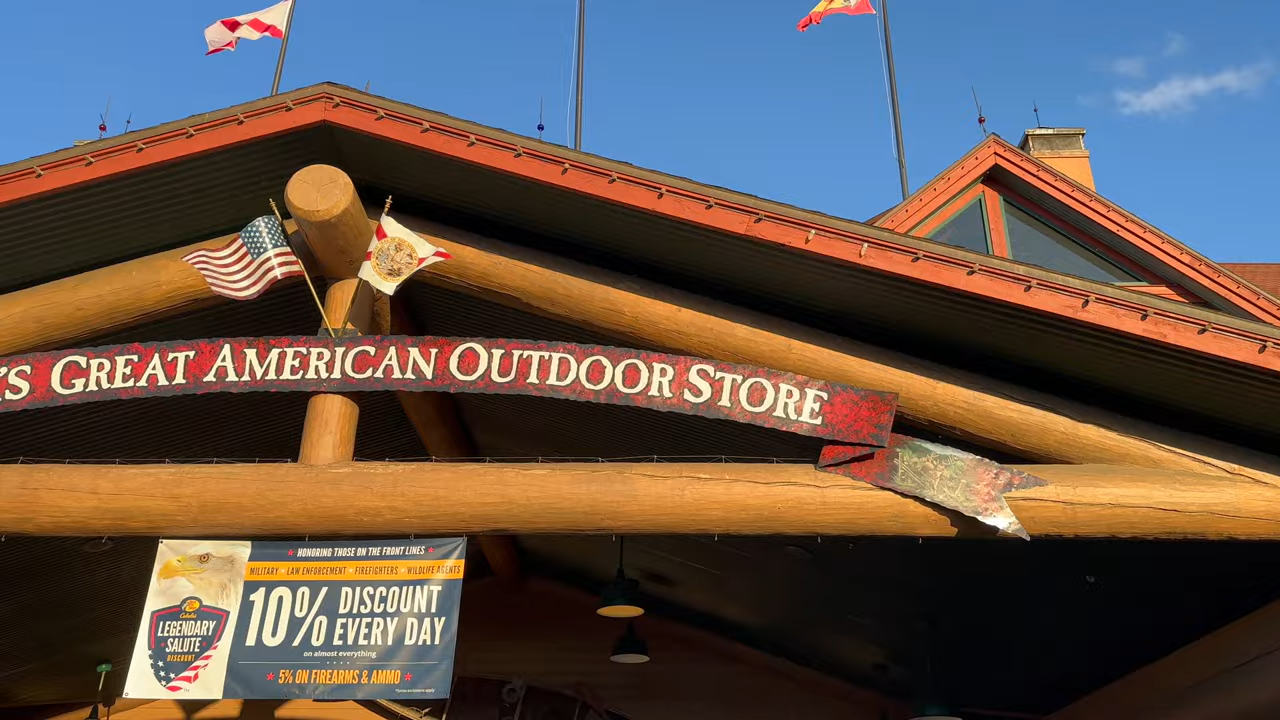 'S GREAT AMERICAN OUTDOOR STORE
HONORING THOSE ON THE FRONT LINES
MILITARY LAW ENFORCEMENT FIREFIGHTERS WILDLIFE AGENTS
Cabela's
LEGENDARY
SALUTE
DISCOUNT
10% DISCOUNT
EVERY DAY
on almost everything
5% ON FIREARMS & AMMO